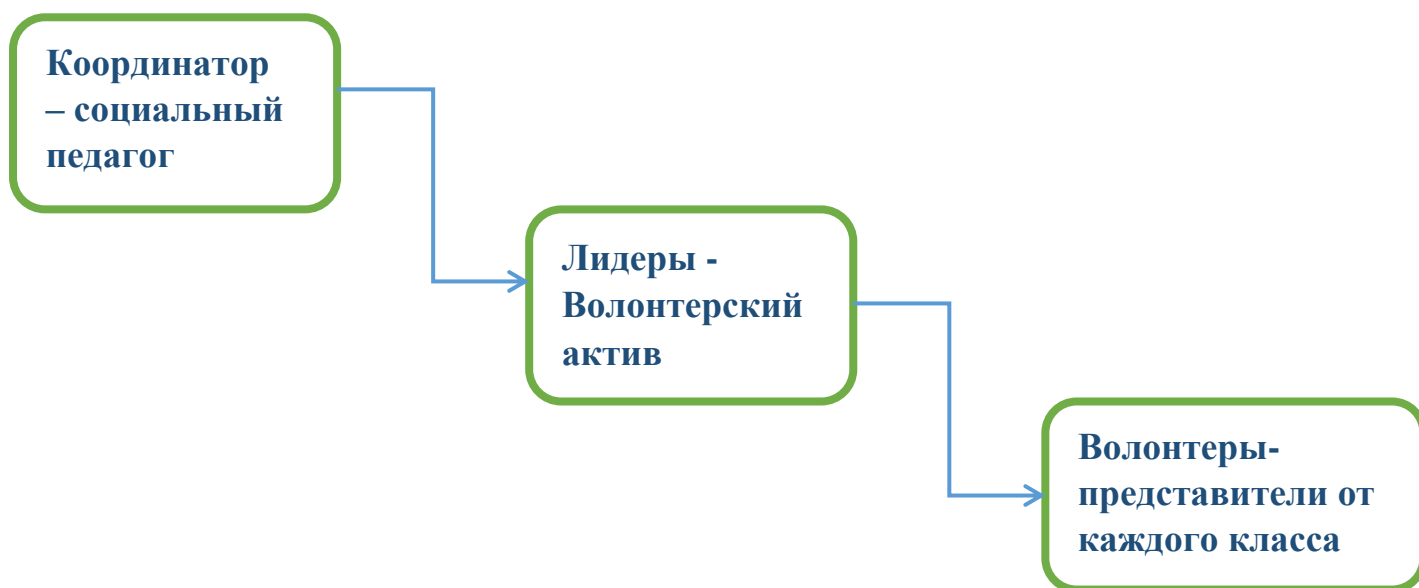 Координатор
– социальный
педагог
Лидеры -
Волонтерский
актив
Волонтеры-
представители от
каждого класса